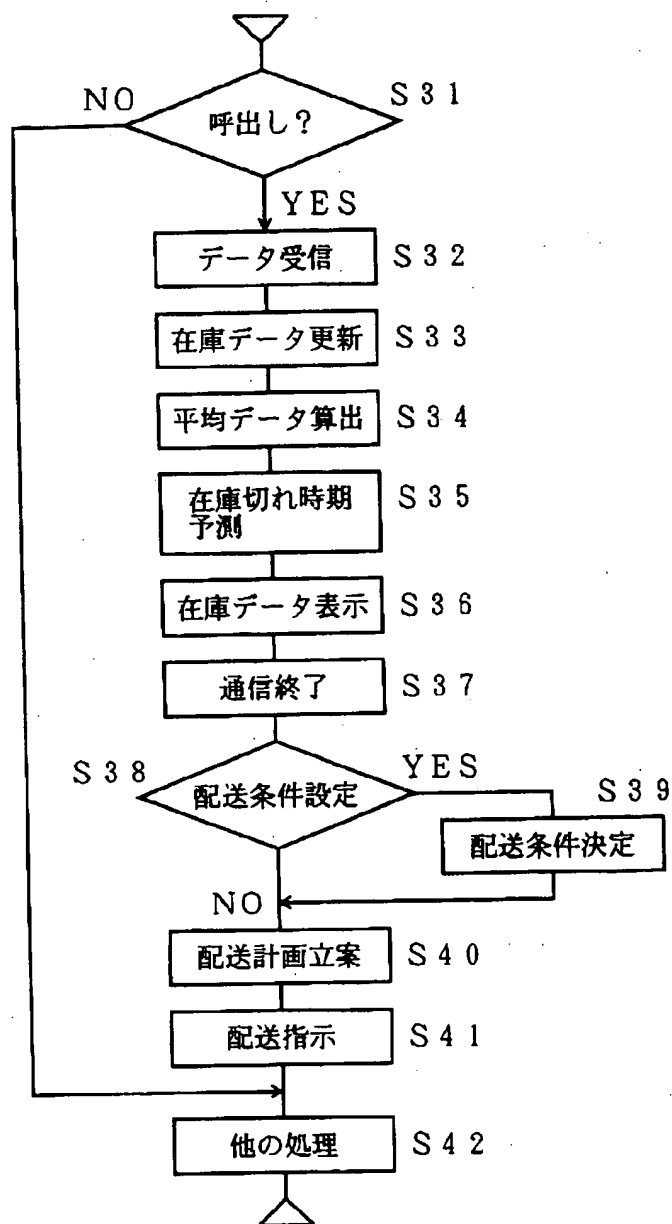 NO
S31
呼出し?
YES
データ受信 S32
在庫データ更新 S33
平均データ算出 S34
在庫切れ時期 S35
予測
在庫データ表示 S36
通信終了 S37
S38
配送条件設定
YES
S39
配送条件決定
NO
配送計画立案 S40
配送指示 S41
他の処理 S42